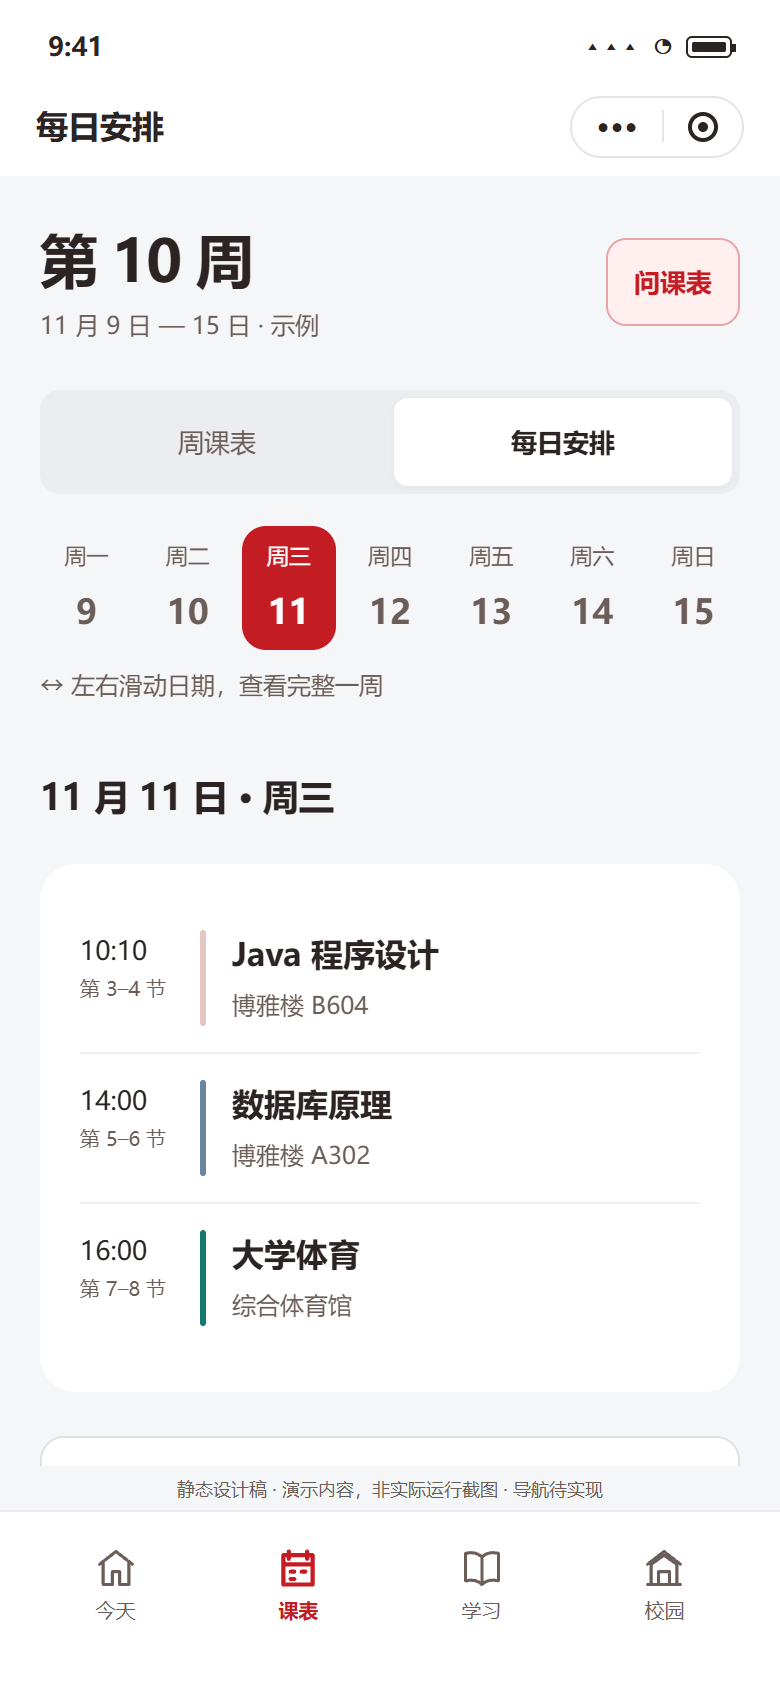 9:41
每日安排
第 10 周
问课表
11 月 9 日 — 15 日 · 示例
周课表
每日安排
周一 周二 周三 周四 周五 周六 周日
9 10 11 12 13 14 15
↔ 左右滑动日期，查看完整一周
11 月 11 日 • 周三
10:10
Java 程序设计
第 3–4 节
博雅楼 B604
14:00
数据库原理
第 5–6 节
博雅楼 A302
16:00
大学体育
第 7–8 节
综合体育馆
静态设计稿 · 演示内容，非实际运行截图 · 导航待实现
今天 课表 学习 校园